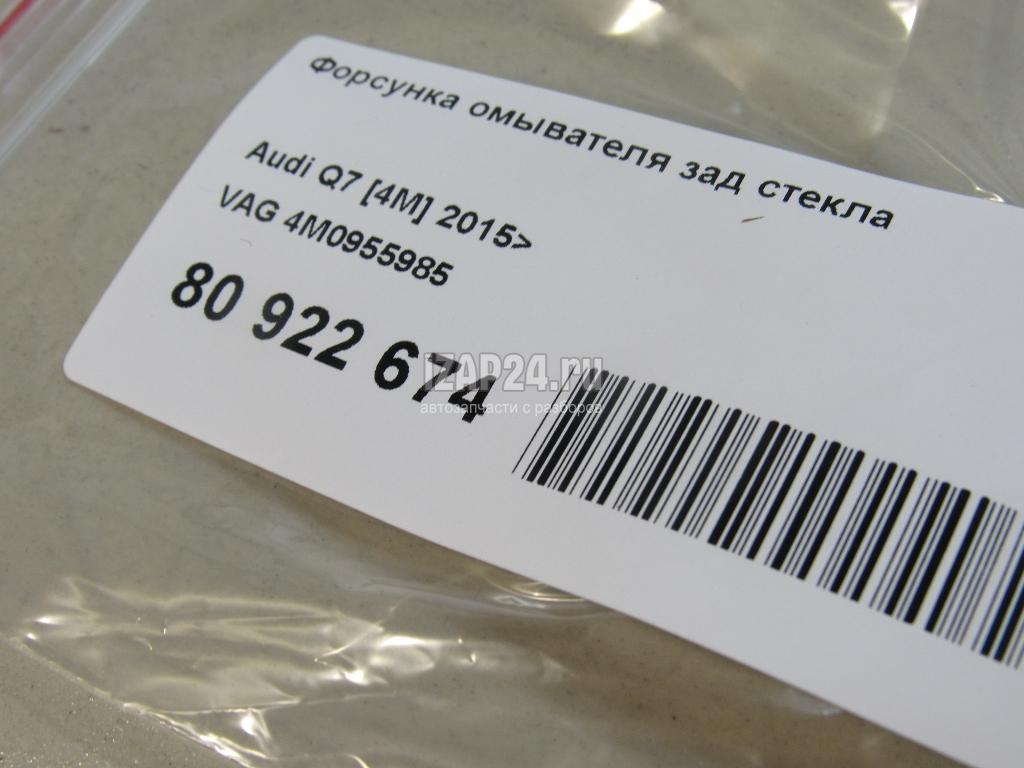 Форсунка омывателя зад стекла
Audi Q7 [4M] 2015>
VAG 4M0955985
80 922 674
IZAP24.ru
автозапчасти с разборов